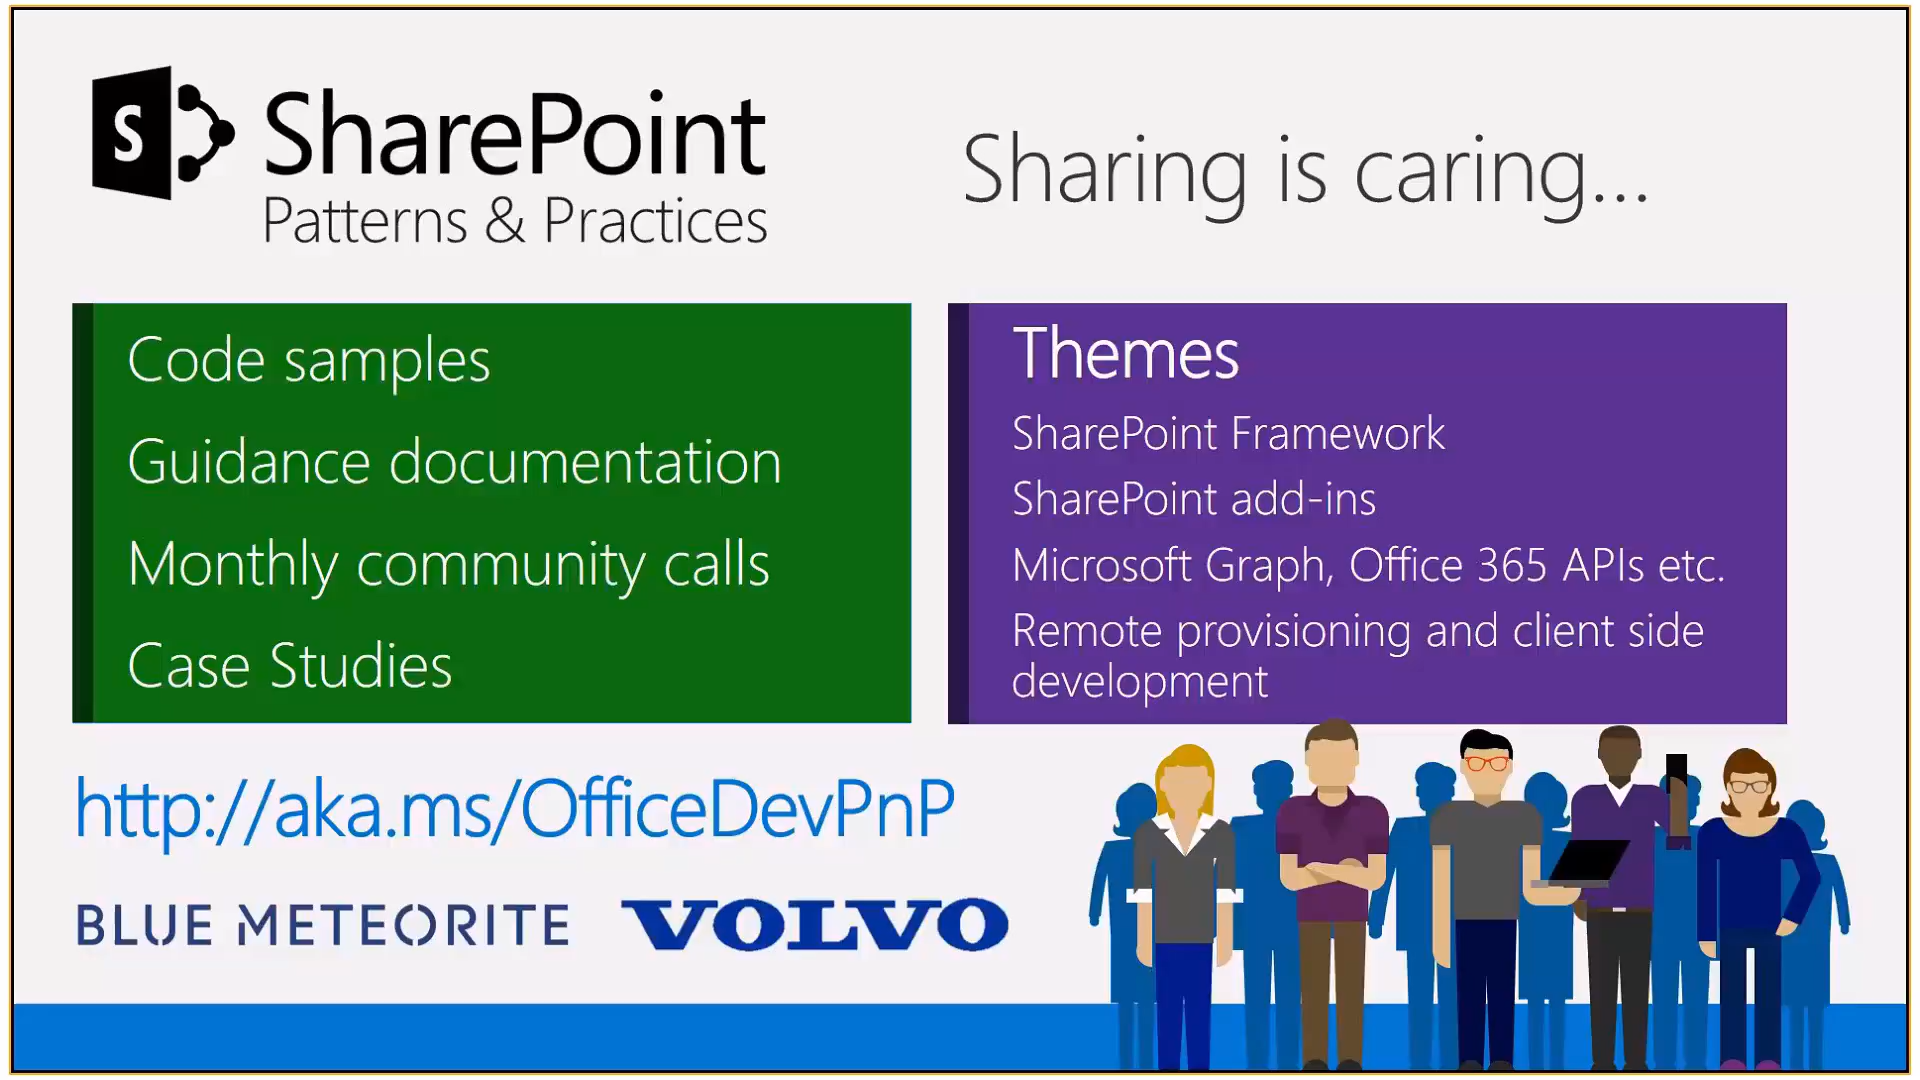 S
SharePoint
Patterns & Practices
Sharing is caring...
Code samples
Guidance documentation
Monthly community calls
Case Studies
Themes
SharePoint Framework
SharePoint add-ins
Microsoft Graph, Office 365 APIs etc.
Remote provisioning and client side
development
http://aka.ms/OfficeDevPnP
BLUE METEORITE
VOLVO